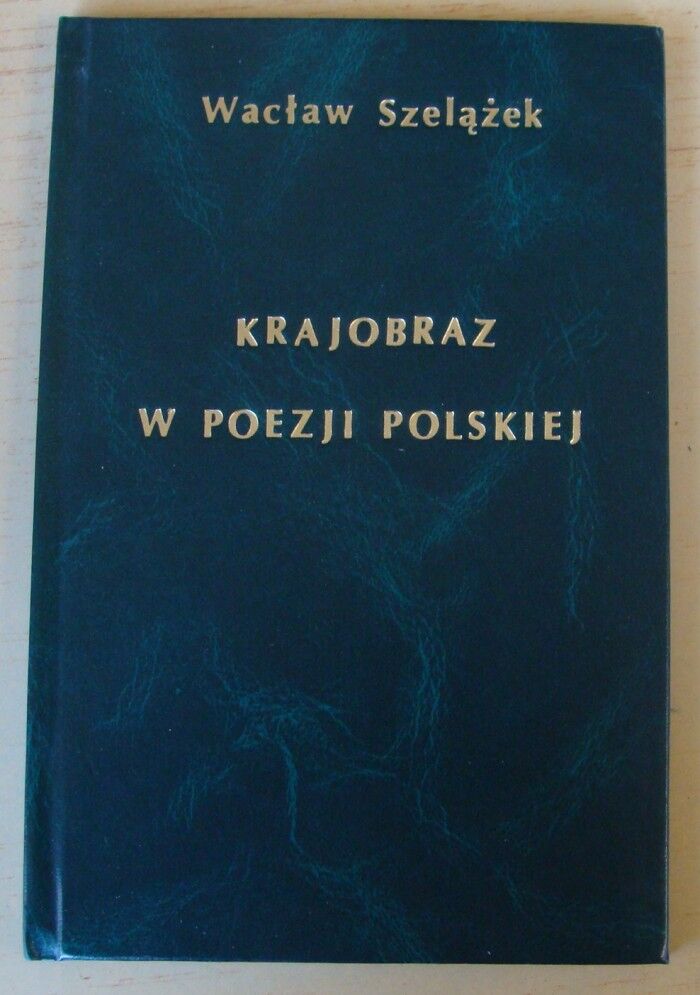 Wacław Szelążek
KRAJOBRAZ
W POEZJI POLSKIEJ